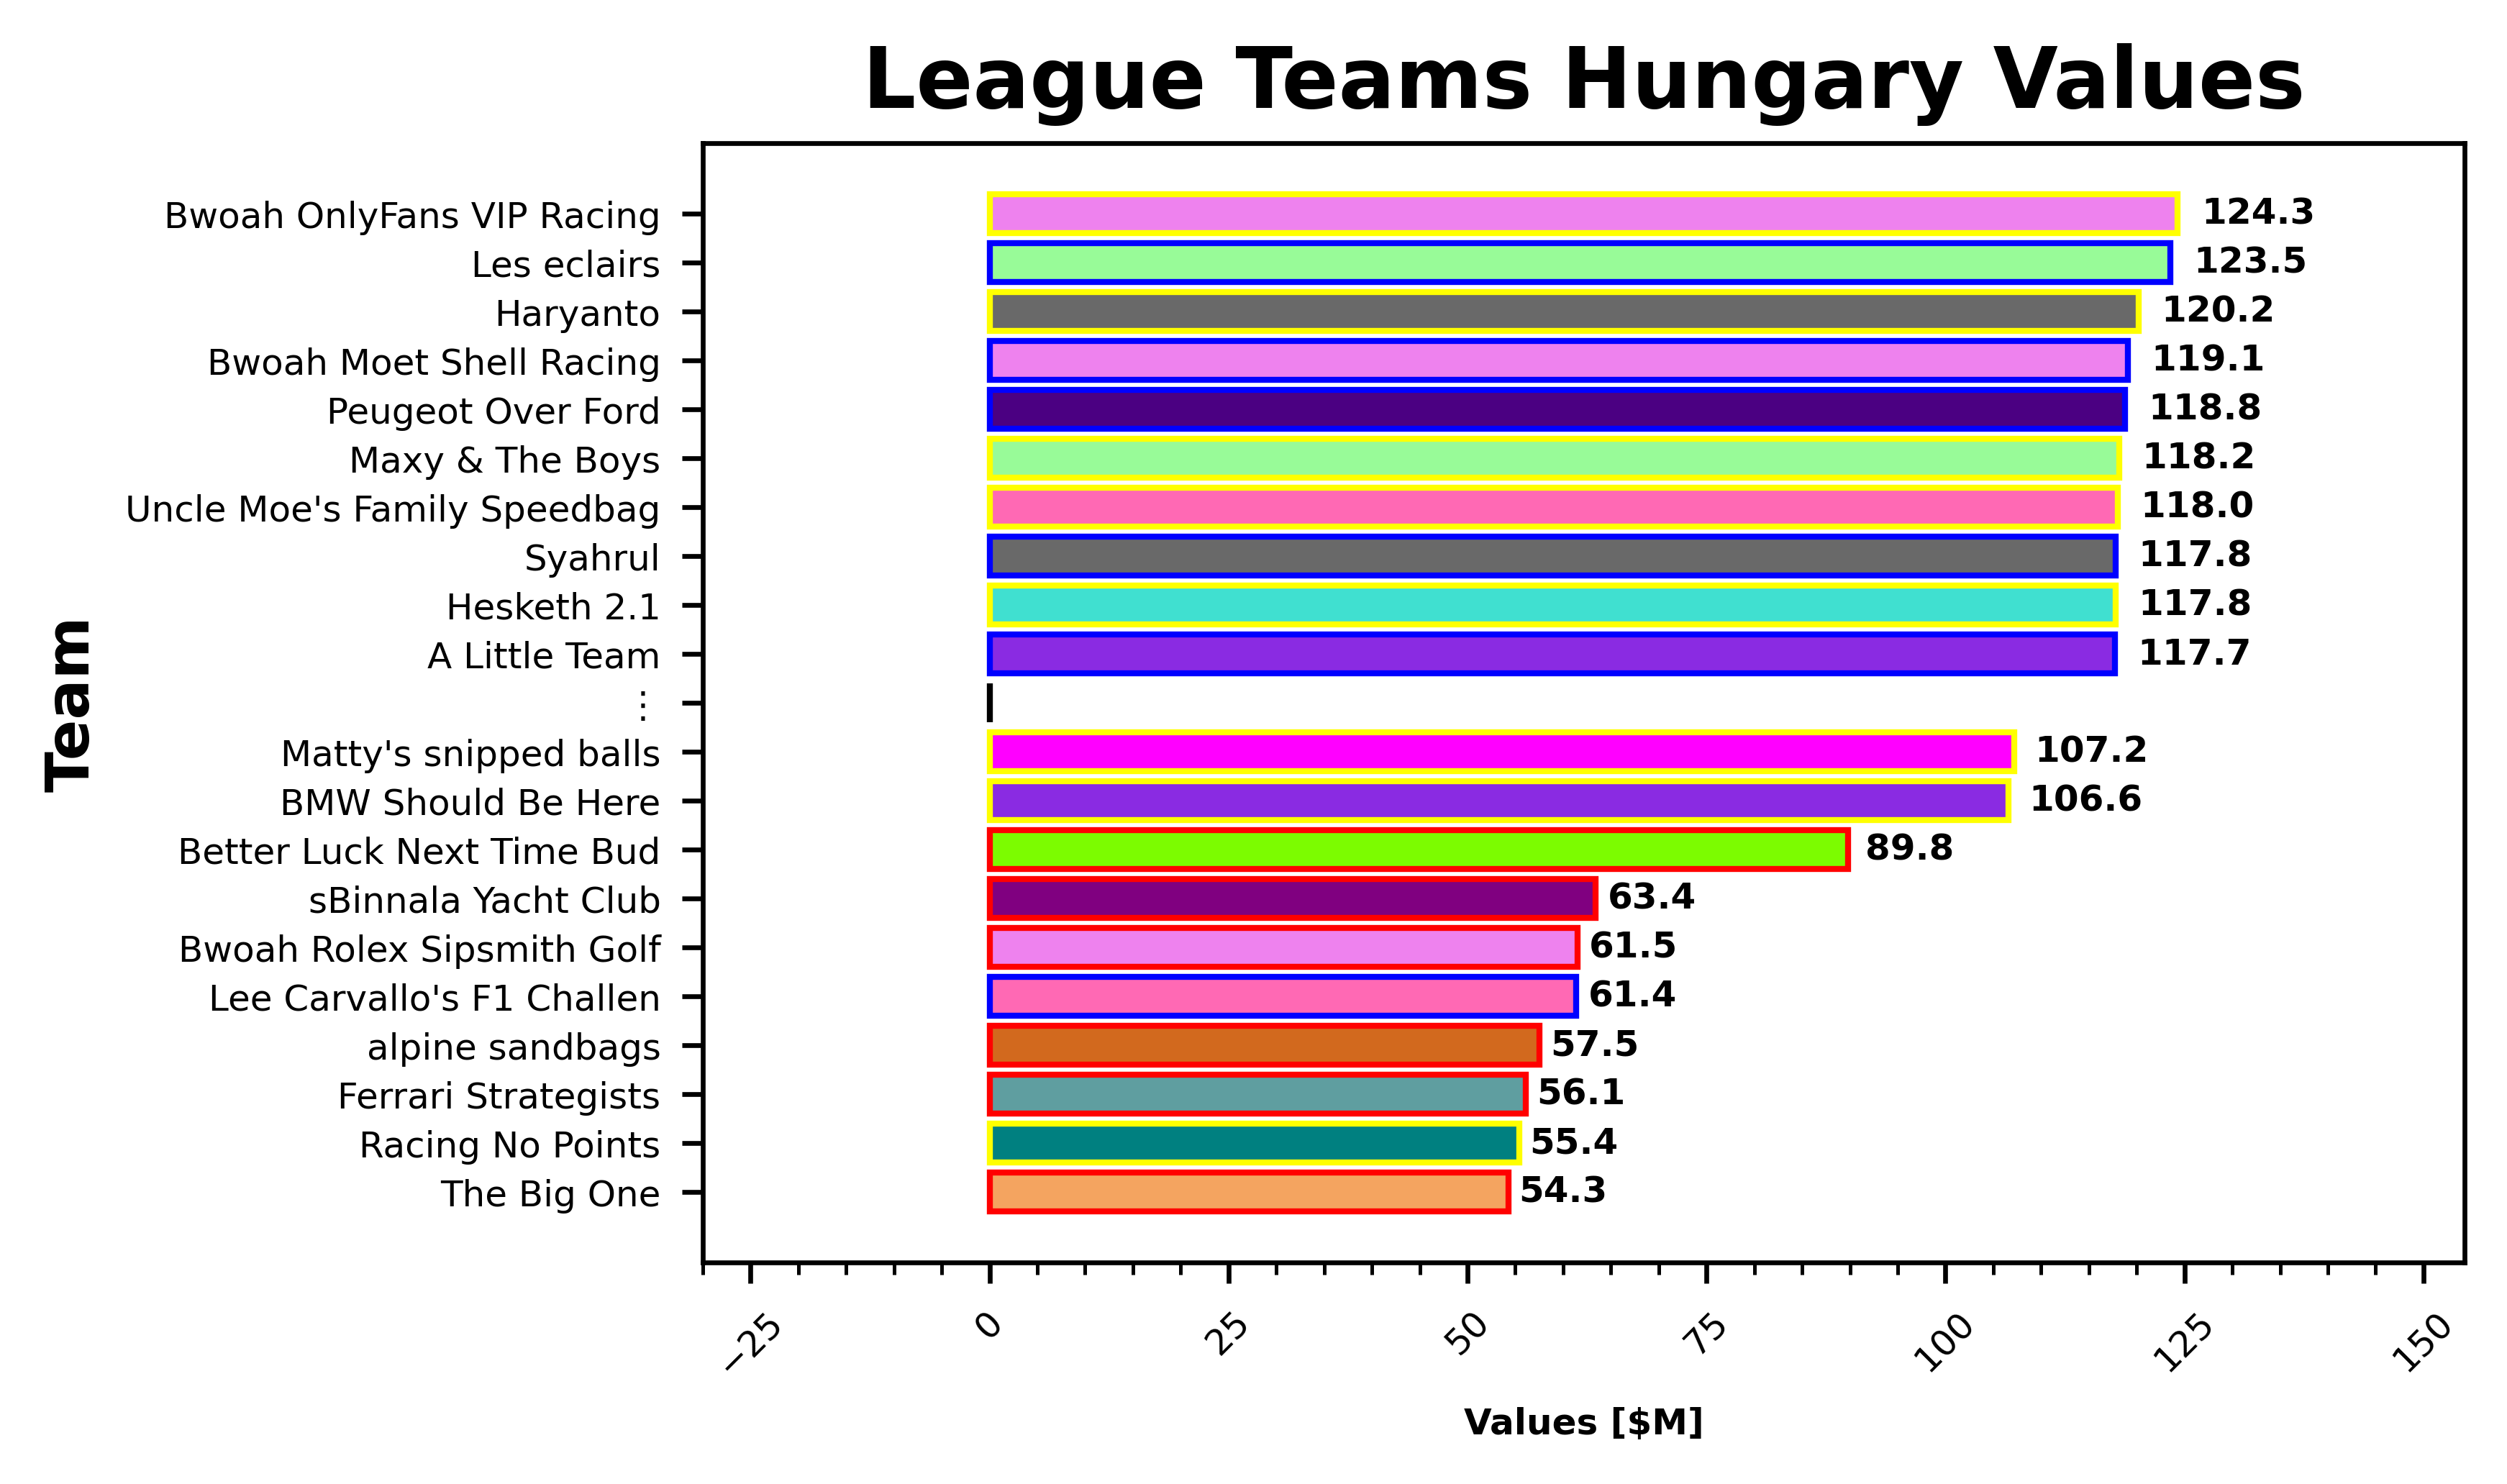 League Teams Hungary Values
Team
Bwoah OnlyFans VIP Racing 124.3
Les eclairs 123.5
Haryanto 120.2
Bwoah Moet Shell Racing 119.1
Peugeot Over Ford 118.8
Maxy & The Boys 118.2
Uncle Moe's Family Speedbag 118.0
Syahrul 117.8
Hesketh 2.1 117.8
A Little Team 117.7
⋮
Matty's snipped balls 107.2
BMW Should Be Here 106.6
Better Luck Next Time Bud 89.8
sBinnala Yacht Club 63.4
Bwoah Rolex Sipsmith Golf 61.5
Lee Carvallo's F1 Challen 61.4
alpine sandbags 57.5
Ferrari Strategists 56.1
Racing No Points 55.4
The Big One 54.3
−25 0 25 50 75 100 125 150
Values [$M]